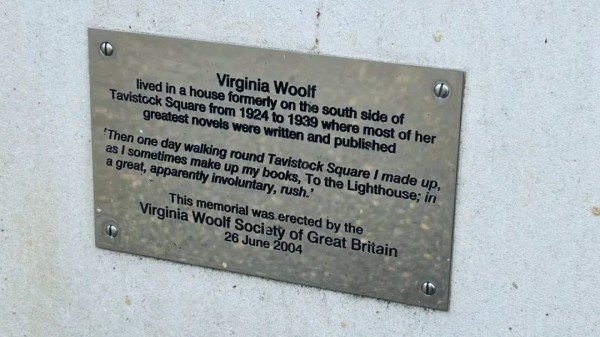 Virginia Woolf
lived in a house formerly on the south side of
Tavistock Square from 1924 to 1939 where most of her
greatest novels were written and published
'Then one day walking round Tavistock Square I made up,
as I sometimes make up my books, To the Lighthouse; in
a great, apparently involuntary, rush.'
This memorial was erected by the
Virginia Woolf Society of Great Britain
26 June 2004